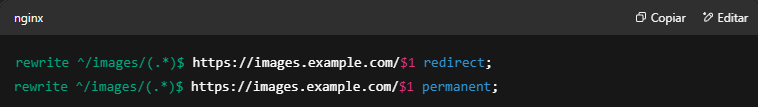 nginx
Copiar
Editar
rewrite ^/images/(.*)$ https://images.example.com/$1 redirect;
rewrite ^/images/(.*)$ https://images.example.com/$1 permanent;